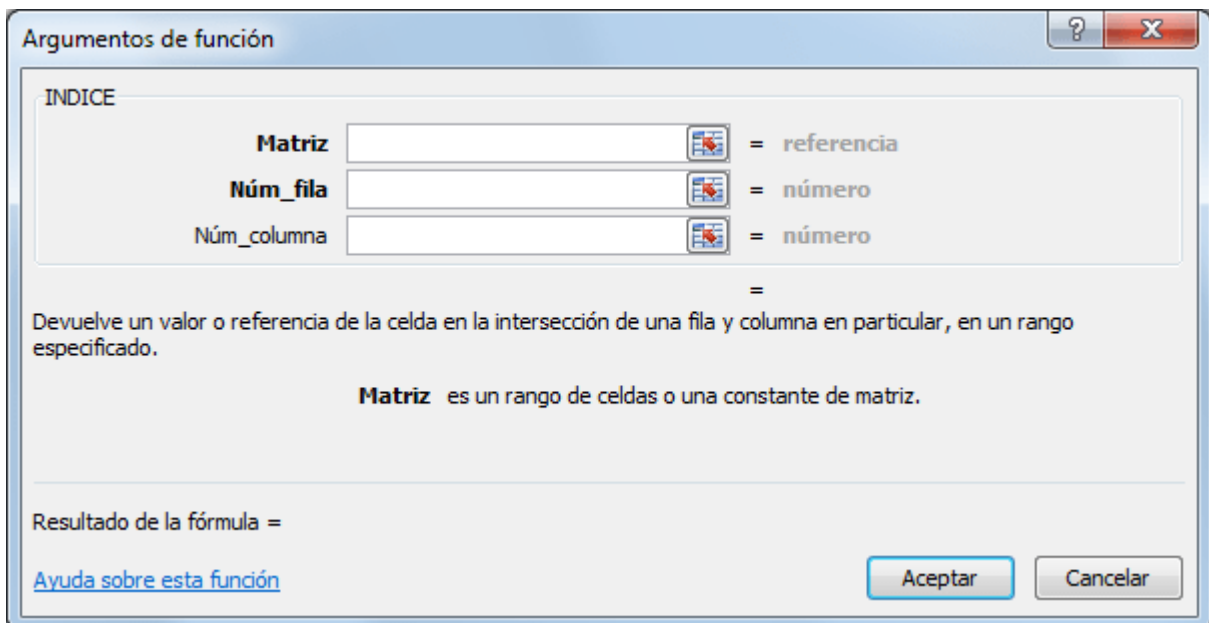 Argumentos de función
INDICE
Matriz = referencia
Núm_fila = número
Núm_columna = número
=
Devuelve un valor o referencia de la celda en la intersección de una fila y columna en particular, en un rango
especificado.
Matriz es un rango de celdas o una constante de matriz.
Resultado de la fórmula =
Ayuda sobre esta función
Aceptar Cancelar